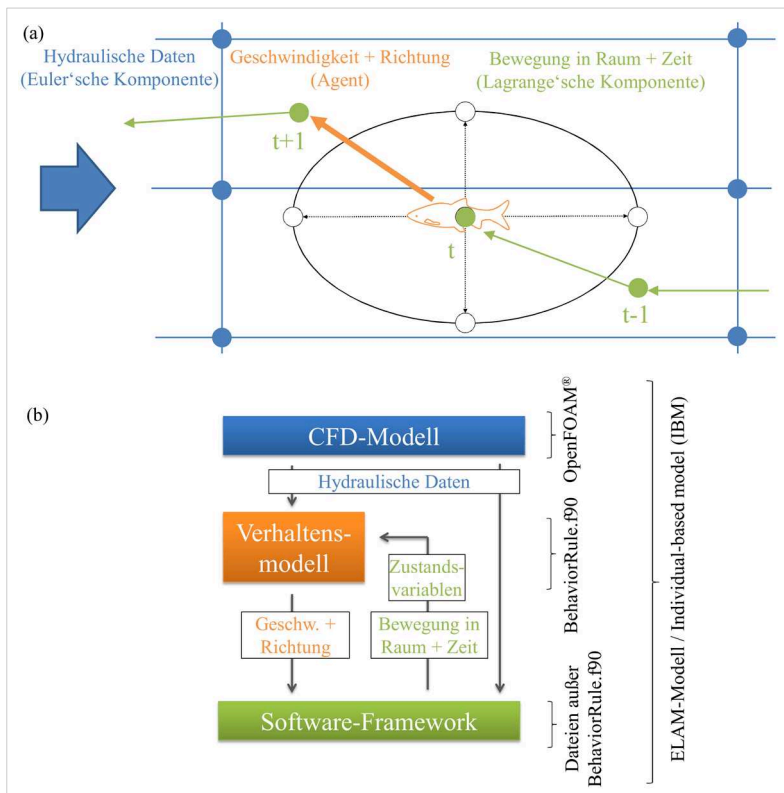 (a)
Hydraulische Daten
(Euler‘sche Komponente)
Geschwindigkeit + Richtung
(Agent)
Bewegung in Raum + Zeit
(Lagrange‘sche Komponente)
t+1
t
t-1
(b)
CFD-Modell
Hydraulische Daten
Verhaltens-
modell
Zustands-
variablen
Geschw. +
Richtung
Bewegung in
Raum + Zeit
Software-Framework
OpenFOAM®
BehaviorRule.f90
Dateien außer
BehaviorRule.f90
ELAM-Modell / Individual-based model (IBM)